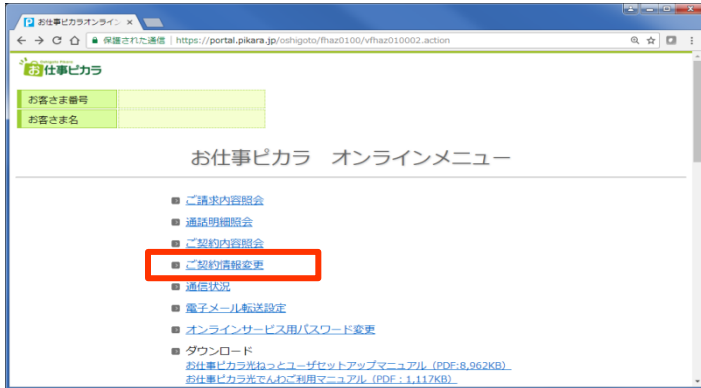 お仕事ピカラオンライン
保護された通信 | https://portal.pikara.jp/oshigoto/fhaz0100/vfhaz010002.action
Oshigoto Pikara
お仕事ピカラ
お客さま番号
お客さま名
お仕事ピカラ　オンラインメニュー
ご請求内容照会
通話明細照会
ご契約内容照会
ご契約情報変更
通信状況
電子メール転送設定
オンラインサービス用パスワード変更
ダウンロード
お仕事ピカラ光ねっとユーザセットアップマニュアル（PDF:8,962KB）
お仕事ピカラ光でんわご利用マニュアル（PDF：1,117KB）